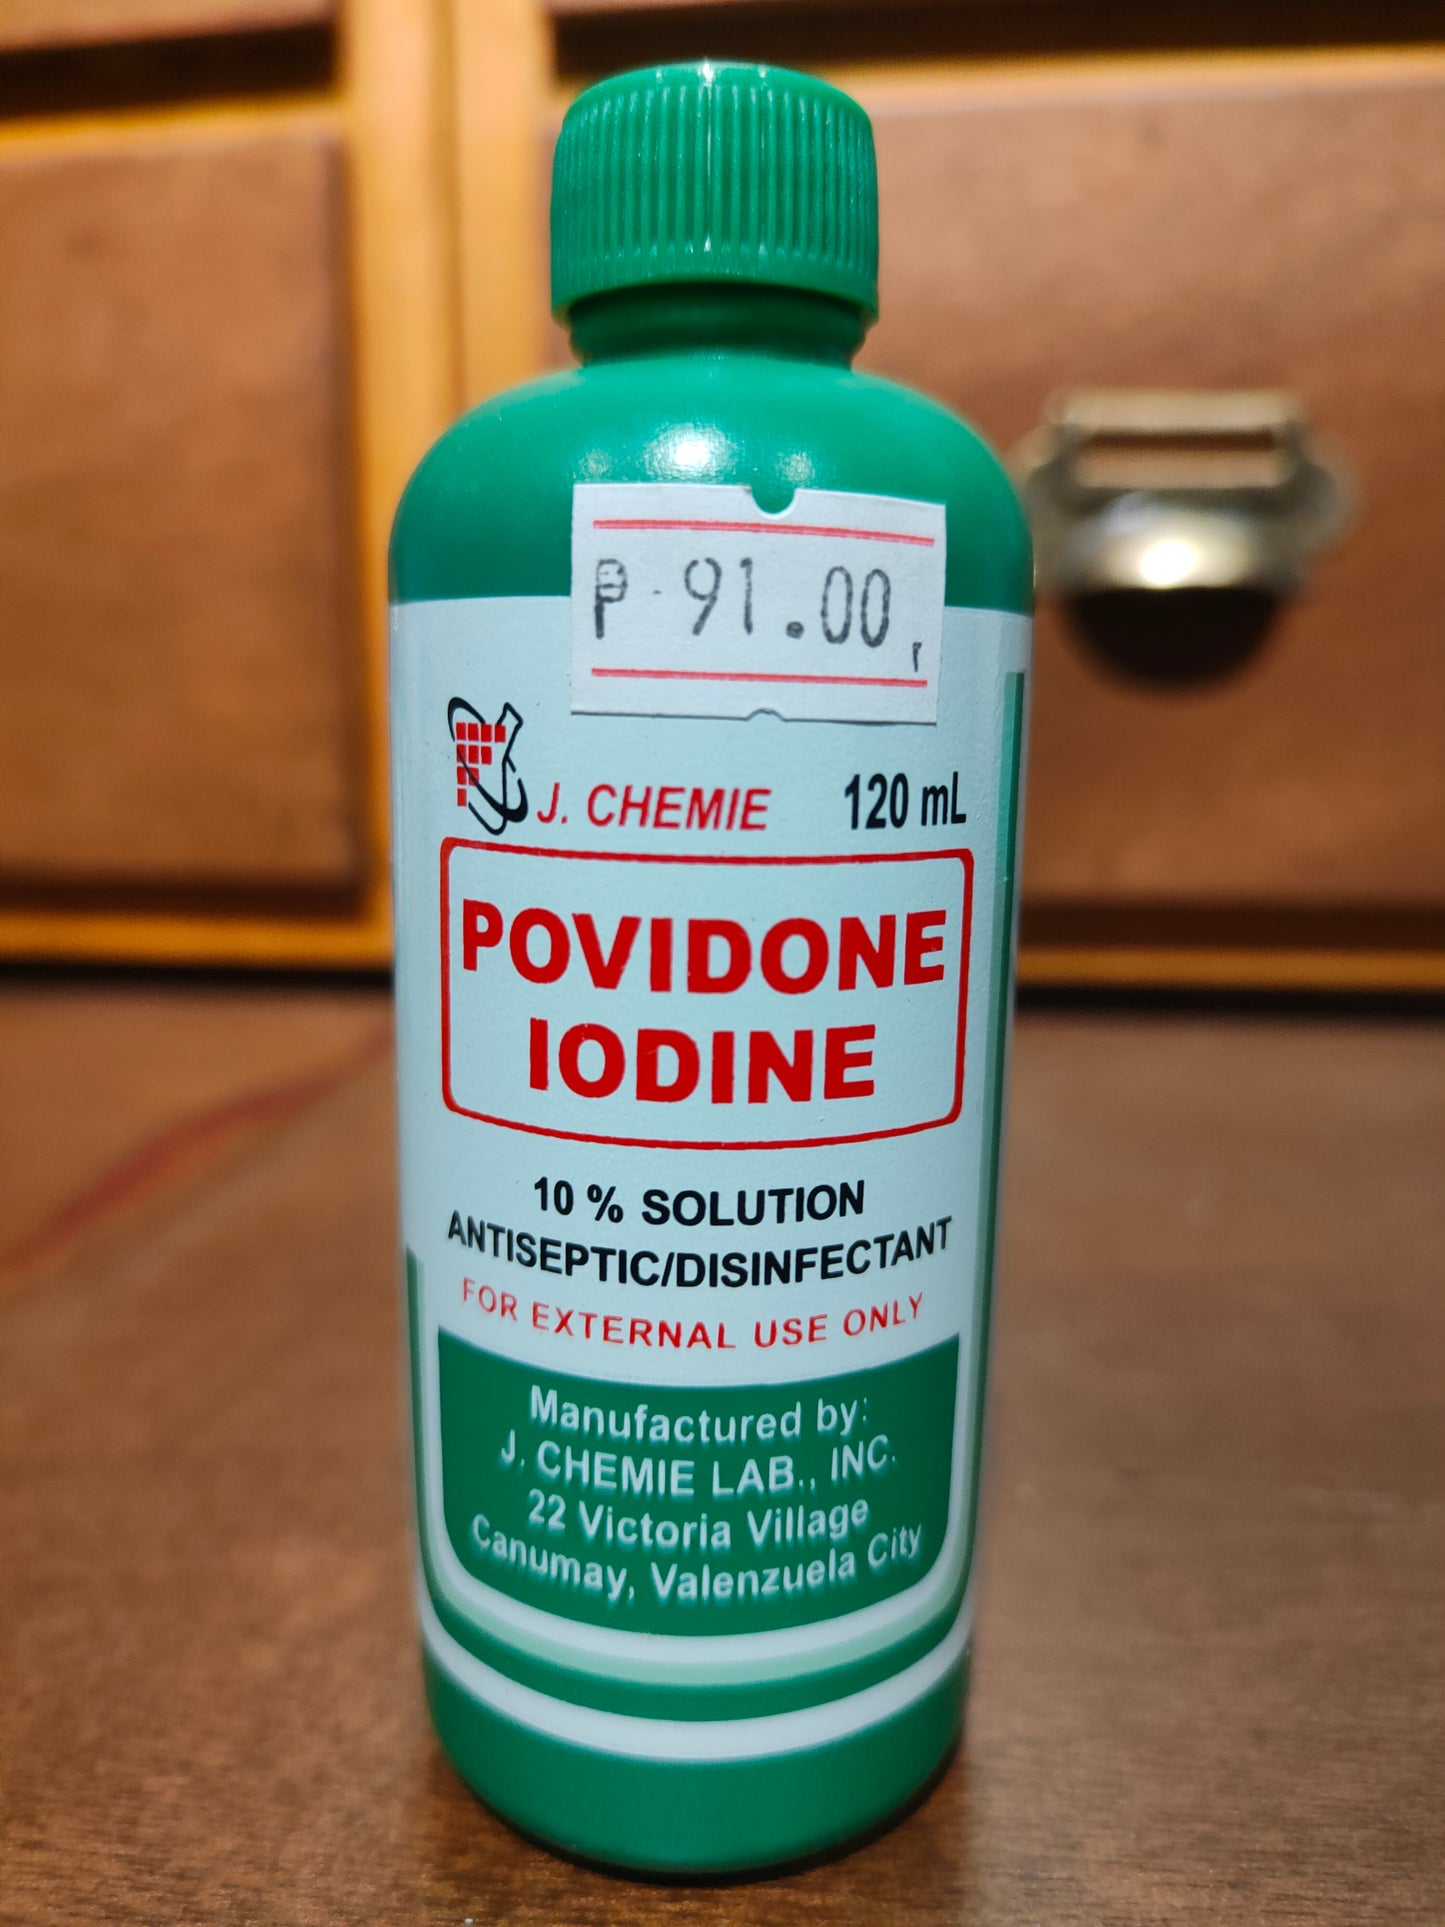 ₱ 91.00
J. CHEMIE 120 mL
POVIDONE
IODINE
10 % SOLUTION
ANTISEPTIC/DISINFECTANT
FOR EXTERNAL USE ONLY
Manufactured by:
J. CHEMIE LAB., INC.
22 Victoria Village
Canumay, Valenzuela City